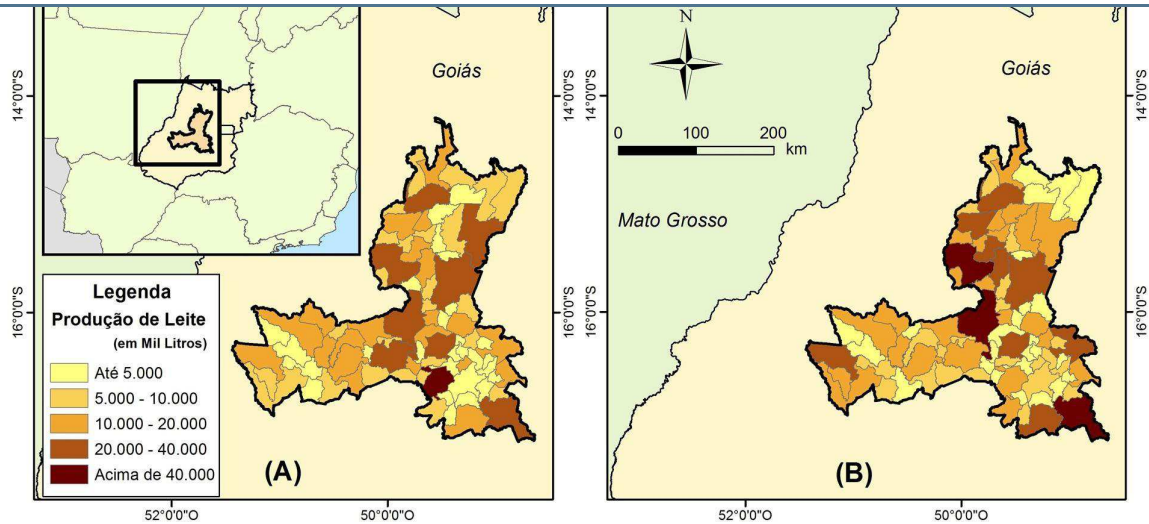 Goiás
14°0'0"S
16°0'0"S
Legenda
Produção de Leite
(em Mil Litros)
Até 5.000
5.000 - 10.000
10.000 - 20.000
20.000 - 40.000
Acima de 40.000
(A)
52°0'0"O
50°0'0"O
N
Goiás
0 100 200
km
Mato Grosso
14°0'0"S
14°0'0"S
16°0'0"S
16°0'0"S
(B)
52°0'0"O
50°0'0"O